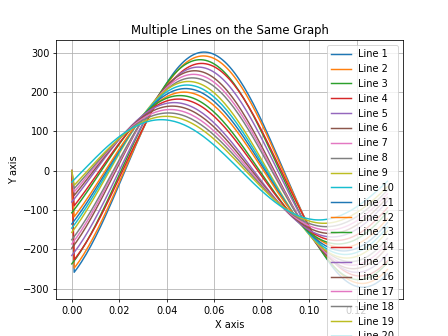 Multiple Lines on the Same Graph
Y axis
300
200
100
0
−100
−200
−300
0.00
0.02
0.04
0.06
0.08
0.10
X axis
Line 1
Line 2
Line 3
Line 4
Line 5
Line 6
Line 7
Line 8
Line 9
Line 10
Line 11
Line 12
Line 13
Line 14
Line 15
Line 16
Line 17
Line 18
Line 19
Line 20